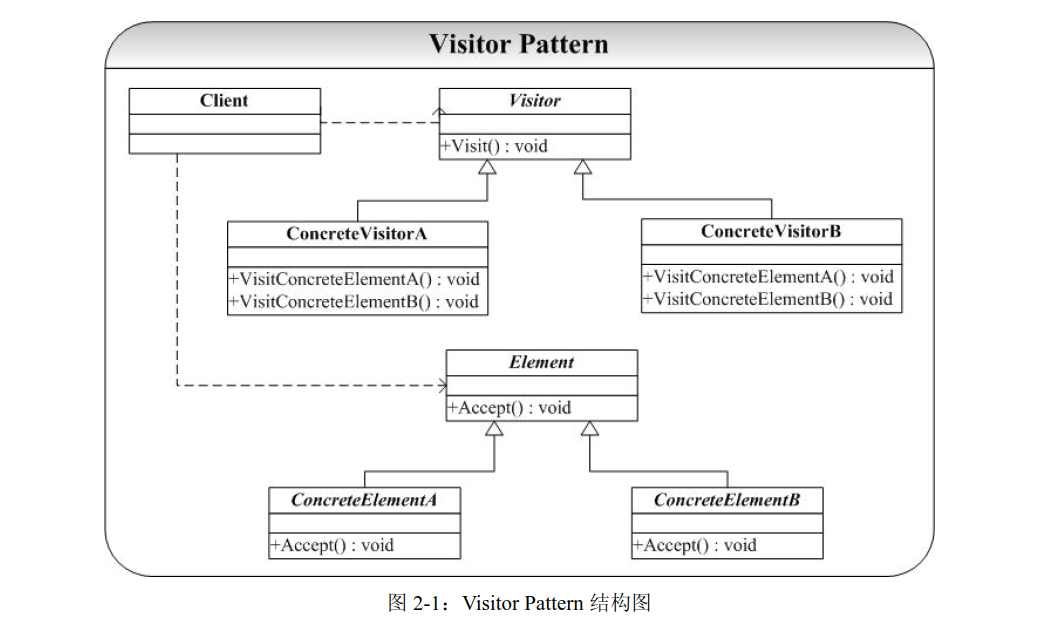 Visitor Pattern
Client
Visitor
+Visit() : void
ConcreteVisitorA
+VisitConcreteElementA() : void
+VisitConcreteElementB() : void
ConcreteVisitorB
+VisitConcreteElementA() : void
+VisitConcreteElementB() : void
Element
+Accept() : void
ConcreteElementA
+Accept() : void
ConcreteElementB
+Accept() : void
图 2-1：Visitor Pattern 结构图